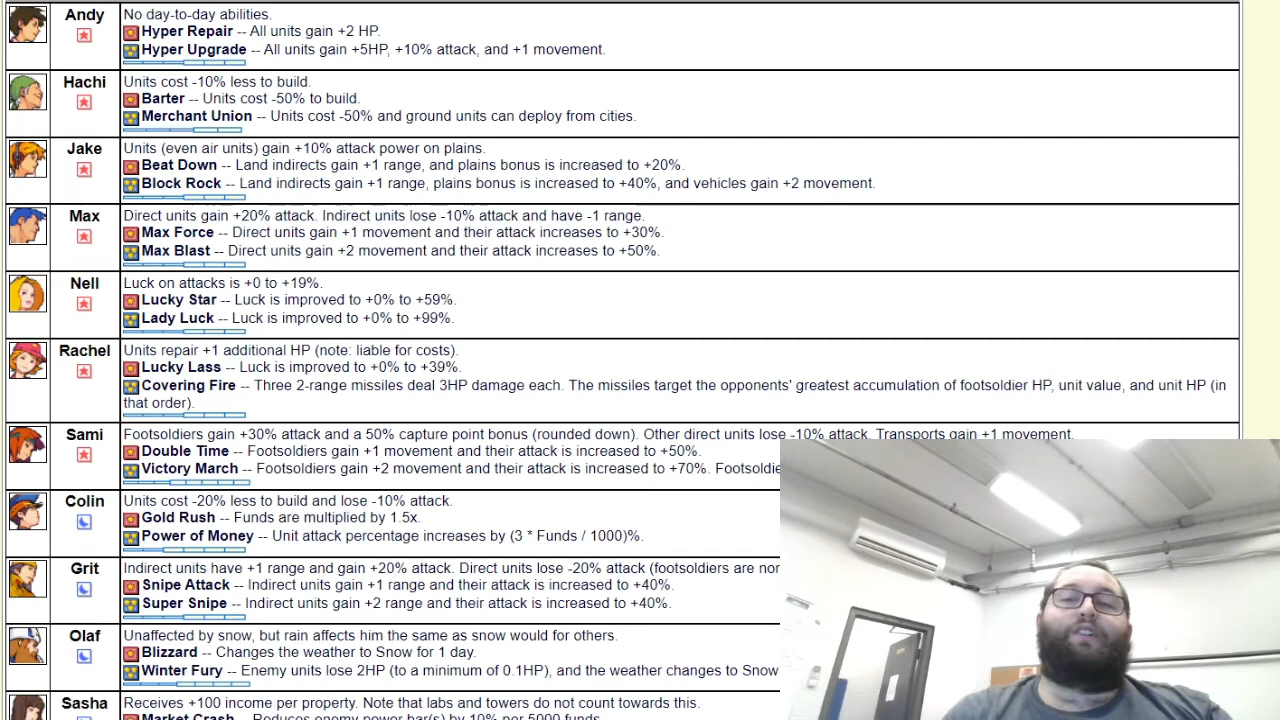 Andy
No day-to-day abilities.
Hyper Repair -- All units gain +2 HP.
Hyper Upgrade -- All units gain +5HP, +10% attack, and +1 movement.
Hachi
Units cost -10% less to build.
Barter -- Units cost -50% to build.
Merchant Union -- Units cost -50% and ground units can deploy from cities.
Jake
Units (even air units) gain +10% attack power on plains.
Beat Down -- Land indirects gain +1 range, and plains bonus is increased to +20%.
Block Rock -- Land indirects gain +1 range, plains bonus is increased to +40%, and vehicles gain +2 movement.
Max
Direct units gain +20% attack. Indirect units lose -10% attack and have -1 range.
Max Force -- Direct units gain +1 movement and their attack increases to +30%.
Max Blast -- Direct units gain +2 movement and their attack increases to +50%.
Nell
Luck on attacks is +0 to +19%.
Lucky Star -- Luck is improved to +0% to +59%.
Lady Luck -- Luck is improved to +0% to +99%.
Rachel
Units repair +1 additional HP (note: liable for costs).
Lucky Lass -- Luck is improved to +0% to +39%.
Covering Fire -- Three 2-range missiles deal 3HP damage each. The missiles target the opponents' greatest accumulation of footsoldier HP, unit value, and unit HP (in
that order).
Sami
Footsoldiers gain +30% attack and a 50% capture point bonus (rounded down). Other direct units lose -10% attack. Transports gain +1 movement.
Double Time -- Footsoldiers gain +1 movement and their attack is increased to +50%.
Victory March -- Footsoldiers gain +2 movement and their attack is increased to +70%.
Colin
Units cost -20% less to build and lose -10% attack.
Gold Rush -- Funds are multiplied by 1.5x.
Power of Money -- Unit attack percentage increases by (3 * Funds / 1000)%.
Grit
Indirect units have +1 range and gain +20% attack. Direct units lose -20% attack (footsoldiers are
Snipe Attack -- Indirect units gain +1 range and their attack is increased to +40%.
Super Snipe -- Indirect units gain +2 range and their attack is increased to +40%.
Olaf
Unaffected by snow, but rain affects him the same as snow would for others.
Blizzard -- Changes the weather to Snow for 1 day.
Winter Fury -- Enemy units lose 2HP (to a minimum of 0.1HP), and the weather changes to Snow
Sasha
Receives +100 income per property. Note that labs and towers do not count towards this.
Market Crash -- Reduces enemy power bar(s) by 10% per 5000 funds.